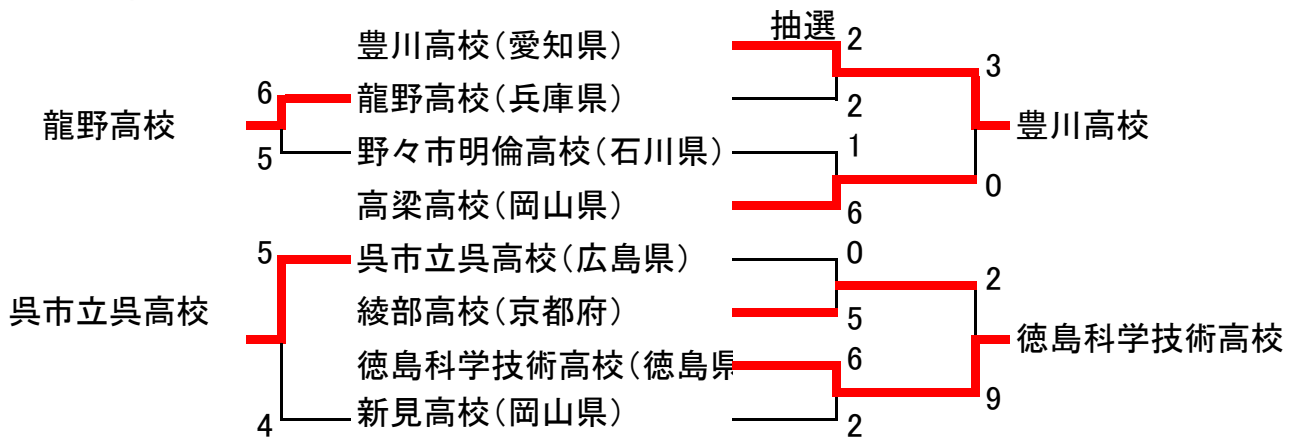 抽選
豊川高校(愛知県) 2
6 3
龍野高校(兵庫県)
龍野高校 2 豊川高校
5 野々市明倫高校(石川県) 1
0
高梁高校(岡山県) 6
5 呉市立呉高校(広島県) 0
2
呉市立呉高校 綾部高校(京都府) 5
徳島科学技術高校
徳島科学技術高校(徳島県 6
9
4 新見高校(岡山県) 2